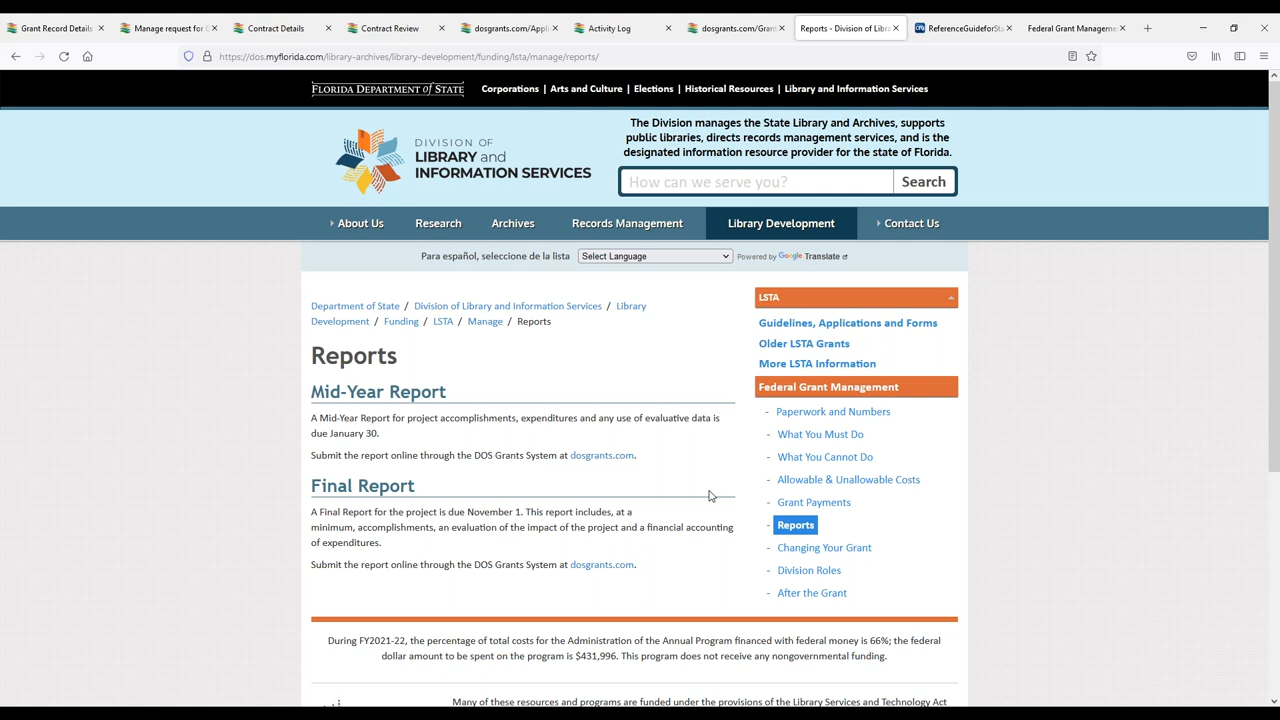 Grant Record Details
Manage request for G
Contract Details
Contract Review
dosgrants.com/Appli
Activity Log
dosgrants.com/Grant
Reports - Division of Libra
ReferenceGuideforSta
Federal Grant Manageme
https://dos.myflorida.com/library-archives/library-development/funding/lsta/manage/reports/
FLORIDA DEPARTMENT of STATE
Corporations | Arts and Culture | Elections | Historical Resources | Library and Information Services
DIVISION OF
LIBRARY and
INFORMATION SERVICES
The Division manages the State Library and Archives, supports
public libraries, directs records management services, and is the
designated information resource provider for the state of Florida.
How can we serve you? Search
About Us Research Archives Records Management Library Development Contact Us
Para español, seleccione de la lista Select Language Powered by Google Translate
Department of State / Division of Library and Information Services / Library
Development / Funding / LSTA / Manage / Reports
Reports
Mid-Year Report
A Mid-Year Report for project accomplishments, expenditures and any use of evaluative data is
due January 30.
Submit the report online through the DOS Grants System at dosgrants.com.
Final Report
A Final Report for the project is due November 1. This report includes, at a
minimum, accomplishments, an evaluation of the impact of the project and a financial accounting
of expenditures.
Submit the report online through the DOS Grants System at dosgrants.com.
LSTA
Guidelines, Applications and Forms
Older LSTA Grants
More LSTA Information
Federal Grant Management
- Paperwork and Numbers
- What You Must Do
- What You Cannot Do
- Allowable & Unallowable Costs
- Grant Payments
- Reports
- Changing Your Grant
- Division Roles
- After the Grant
During FY2021-22, the percentage of total costs for the Administration of the Annual Program financed with federal money is 66%; the federal
dollar amount to be spent on the program is $431,996. This program does not receive any nongovernmental funding.
Many of these resources and programs are funded under the provisions of the Library Services and Technology Act